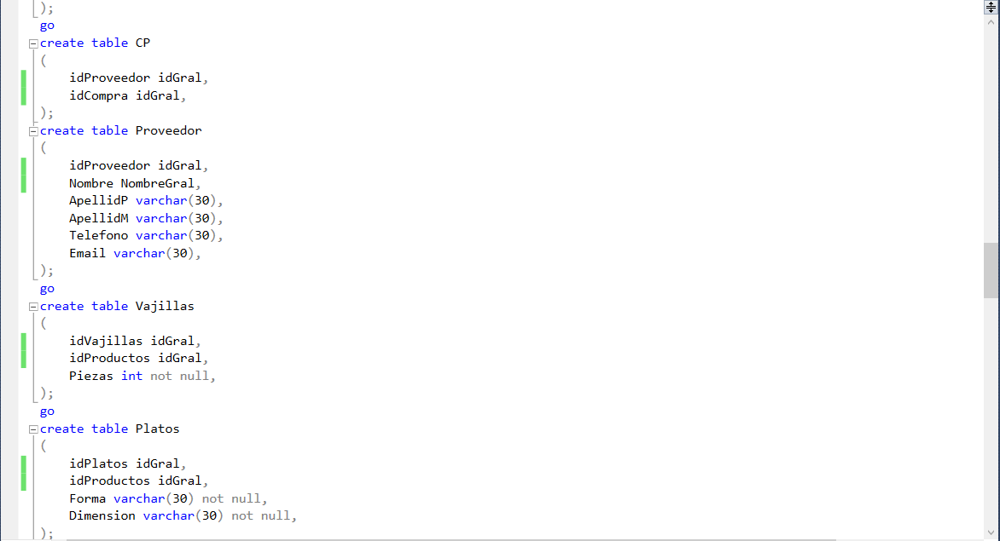 );
go
create table CP
(
idProveedor idGral,
idCompra idGral,
);
create table Proveedor
(
idProveedor idGral,
Nombre NombreGral,
ApellidP varchar(30),
ApellidM varchar(30),
Telefono varchar(30),
Email varchar(30),
);
go
create table Vajillas
(
idVajillas idGral,
idProductos idGral,
Piezas int not null,
);
go
create table Platos
(
idPlatos idGral,
idProductos idGral,
Forma varchar(30) not null,
Dimension varchar(30) not null,
);